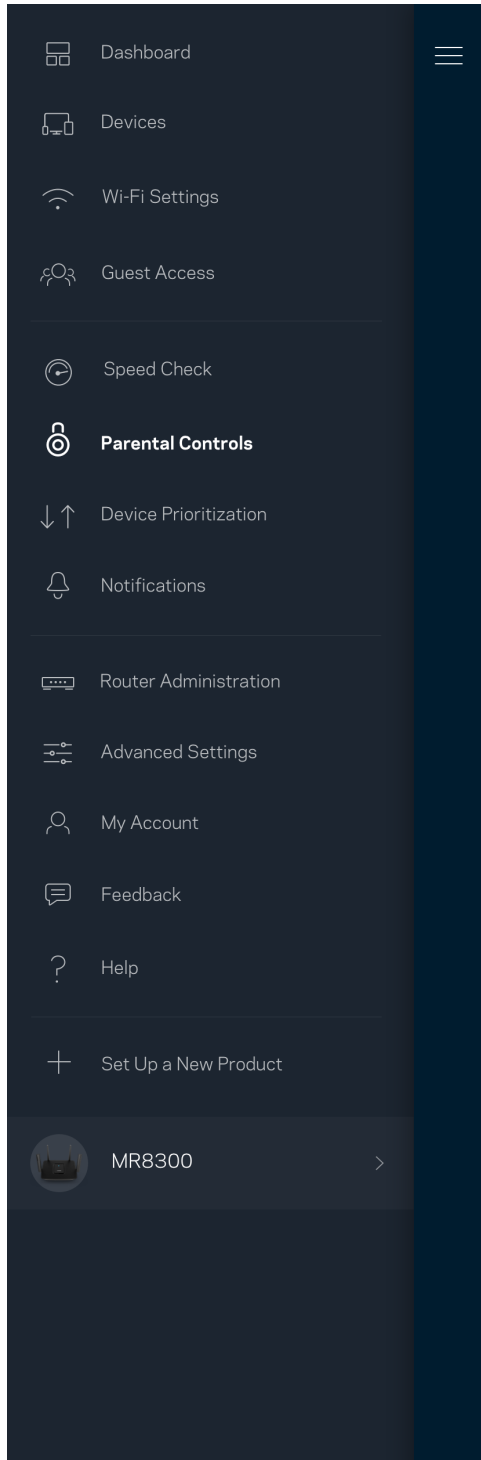 Dashboard
Devices
Wi-Fi Settings
Guest Access
Speed Check
Parental Controls
Device Prioritization
Notifications
Router Administration
Advanced Settings
My Account
Feedback
Help
Set Up a New Product
MR8300